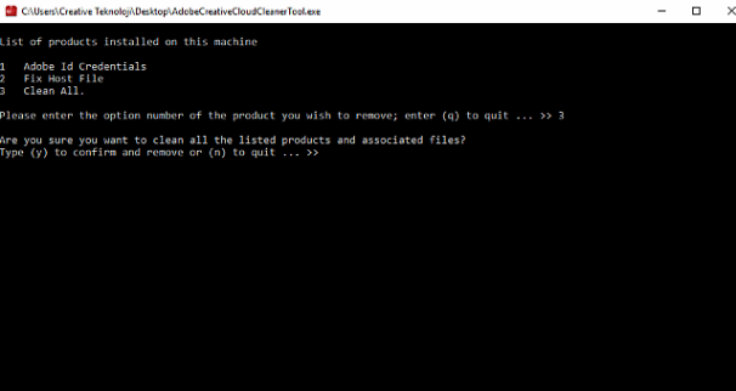 C:\Users\Creative Teknoloji\Desktop\AdobeCreativeCloudCleanerTool.exe
List of products installed on this machine
1 Adobe Id Credentials
2 Fix Host File
3 Clean All.
Please enter the option number of the product you wish to remove; enter (q) to quit ... >> 3
Are you sure you want to clean all the listed products and associated files?
Type (y) to confirm and remove or (n) to quit ... >>